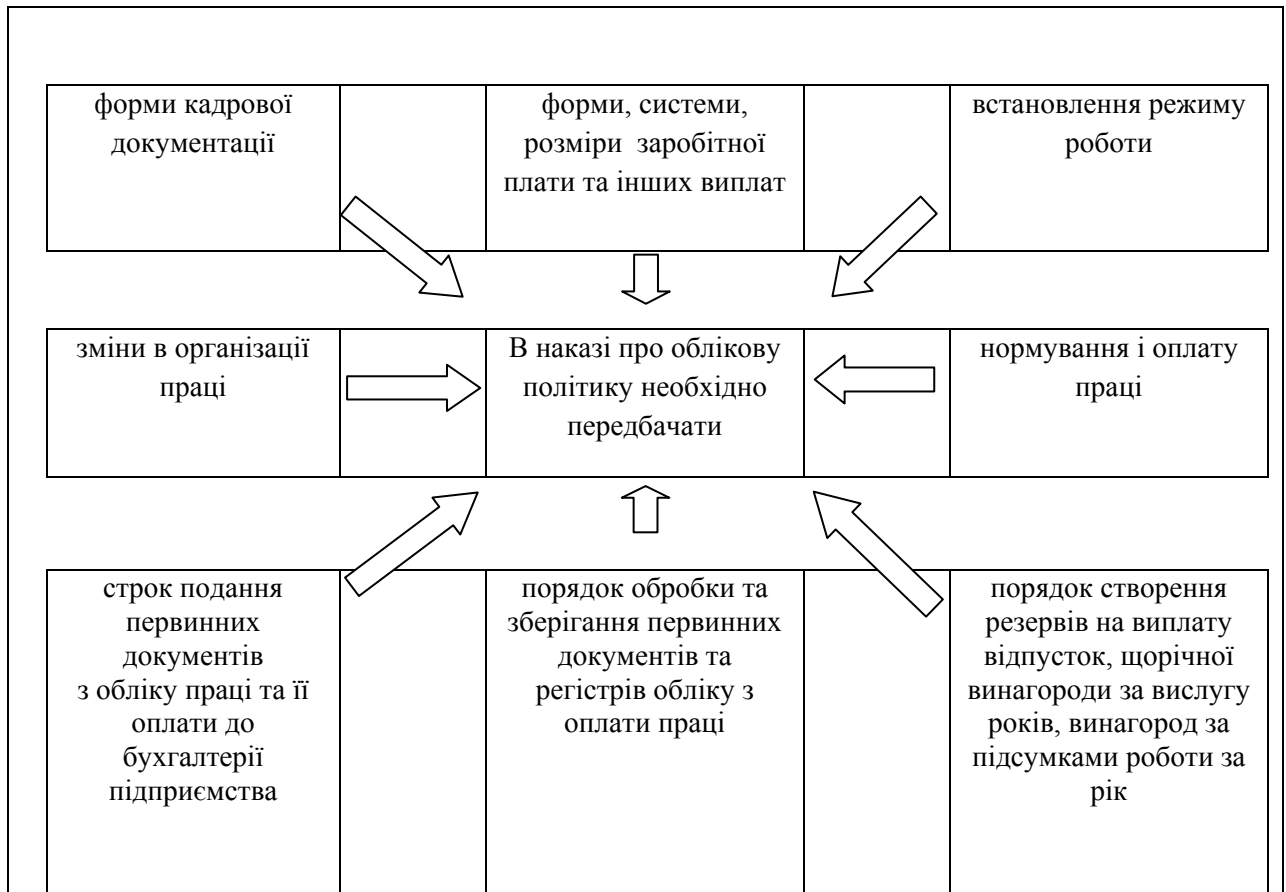 форми кадрової
документації
форми, системи,
розміри заробітної
плати та інших виплат
встановлення режиму
роботи
зміни в організації
праці
В наказі про облікову
політику необхідно
передбачати
нормування і оплату
праці
строк подання
первинних
документів
з обліку праці та її
оплати до
бухгалтерії
підприємства
порядок обробки та
зберігання первинних
документів та
регістрів обліку з
оплати праці
порядок створення
резервів на виплату
відпусток, щорічної
винагороди за вислугу
років, винагород за
підсумками роботи за
рік